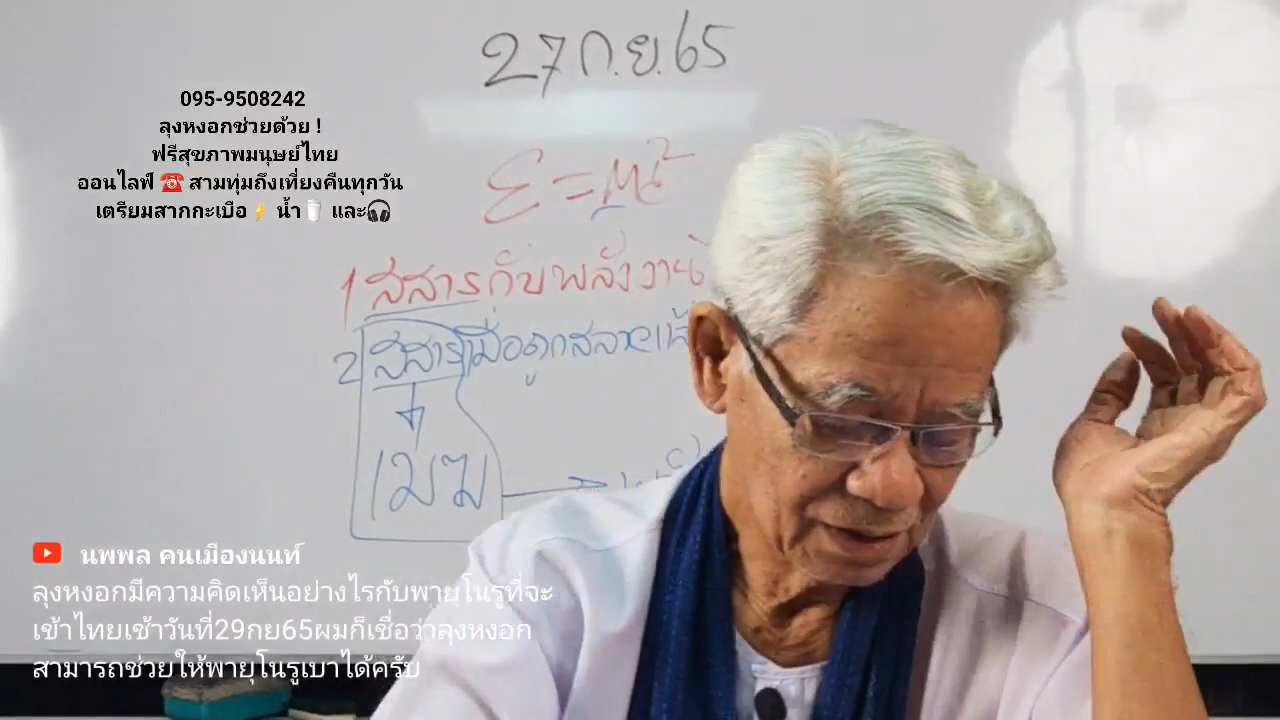 27 ก.ย. 65
095-9508242
ลุงหงอกช่วยด้วย !
ฟรีสุขภาพมนุษย์ไทย
ออนไลฟ์ ☎️ สามทุ่มถึงเที่ยงคืนทุกวัน
เตรียมสากกะเบือ⚡ น้ำ🥛 และ🎧
1 สสารกับพลังงาน
2 สสารเมื่อถูกสลาย
เมฆ
นพพล คนเมืองนนท์
ลุงหงอกมีความคิดเห็นอย่างไรกับพายุโนรูที่จะ
เข้าไทยเช้าวันที่29กย65ผมก็เชื่อว่าลุงหงอก
สามารถช่วยให้พายุโนรูเบาได้ครับ